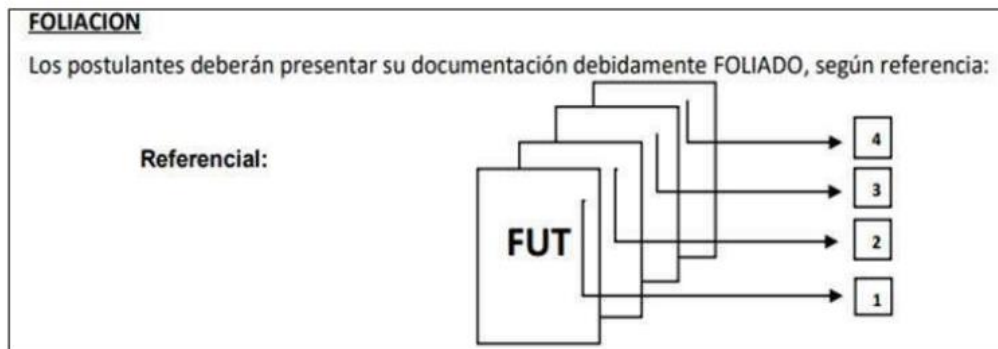 FOLIACION
Los postulantes deberán presentar su documentación debidamente FOLIADO, según referencia:
Referencial:
4
3
FUT
2
1